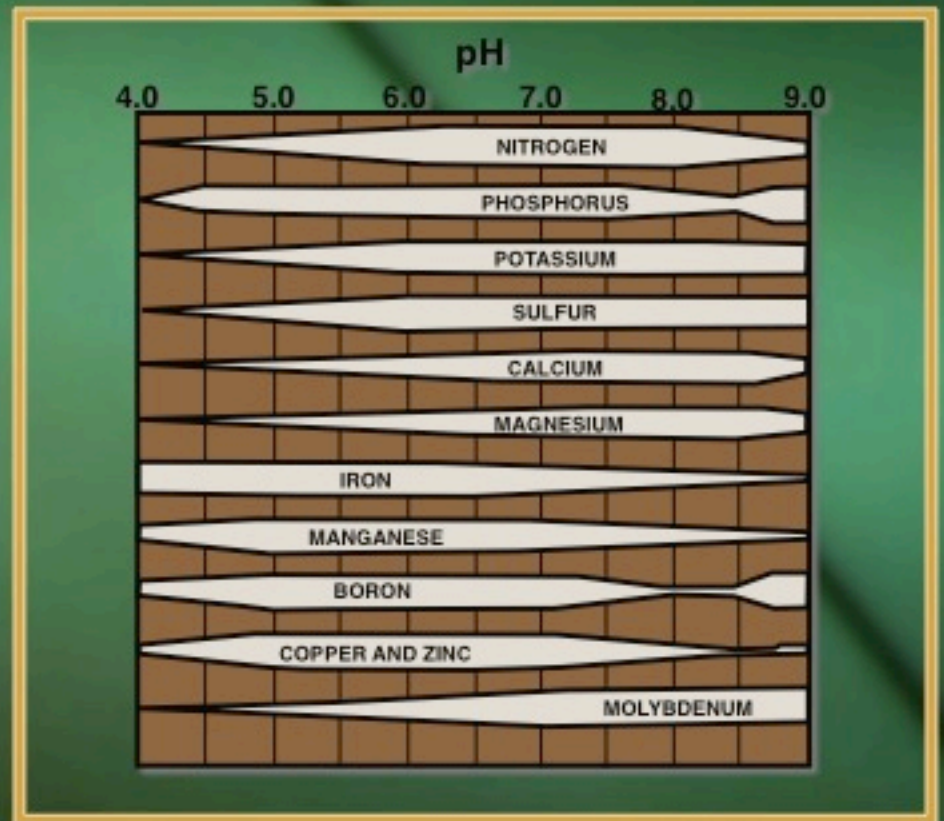 pH
4.0 5.0 6.0 7.0 8.0 9.0
NITROGEN
PHOSPHORUS
POTASSIUM
SULFUR
CALCIUM
MAGNESIUM
IRON
MANGANESE
BORON
COPPER AND ZINC
MOLYBDENUM